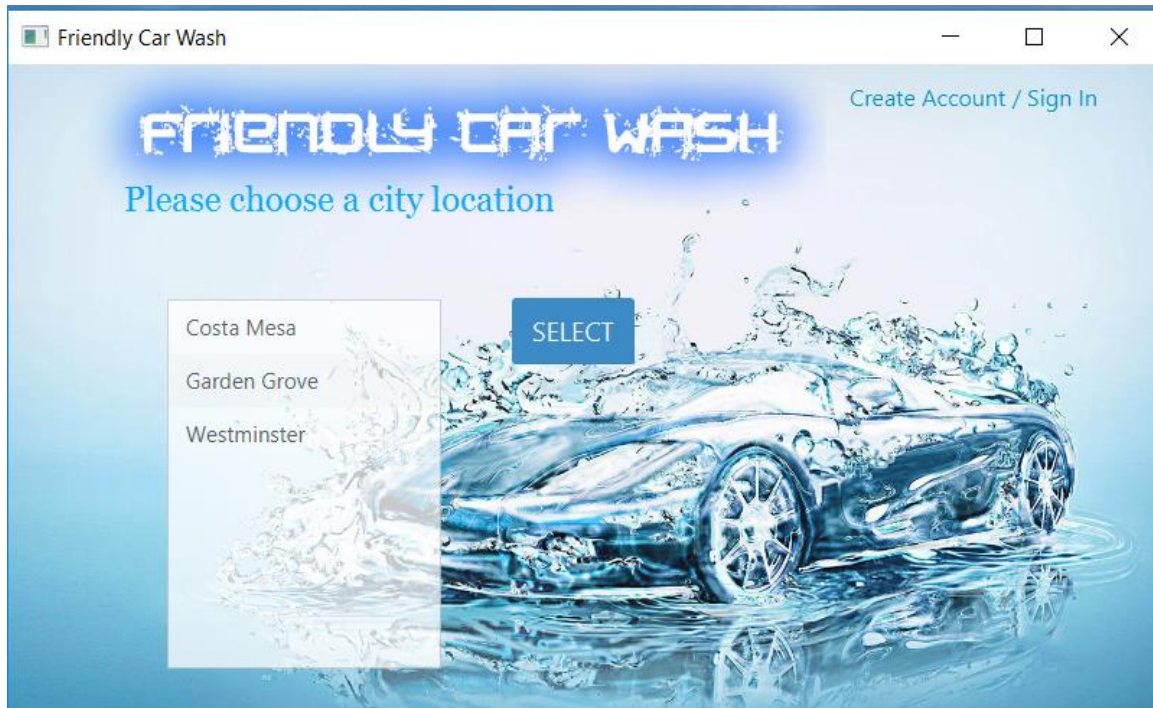 Friendly Car Wash
Create Account / Sign In
FrIEnDLY CAr WASH
Please choose a city location
Costa Mesa
SELECT
Garden Grove
Westminster